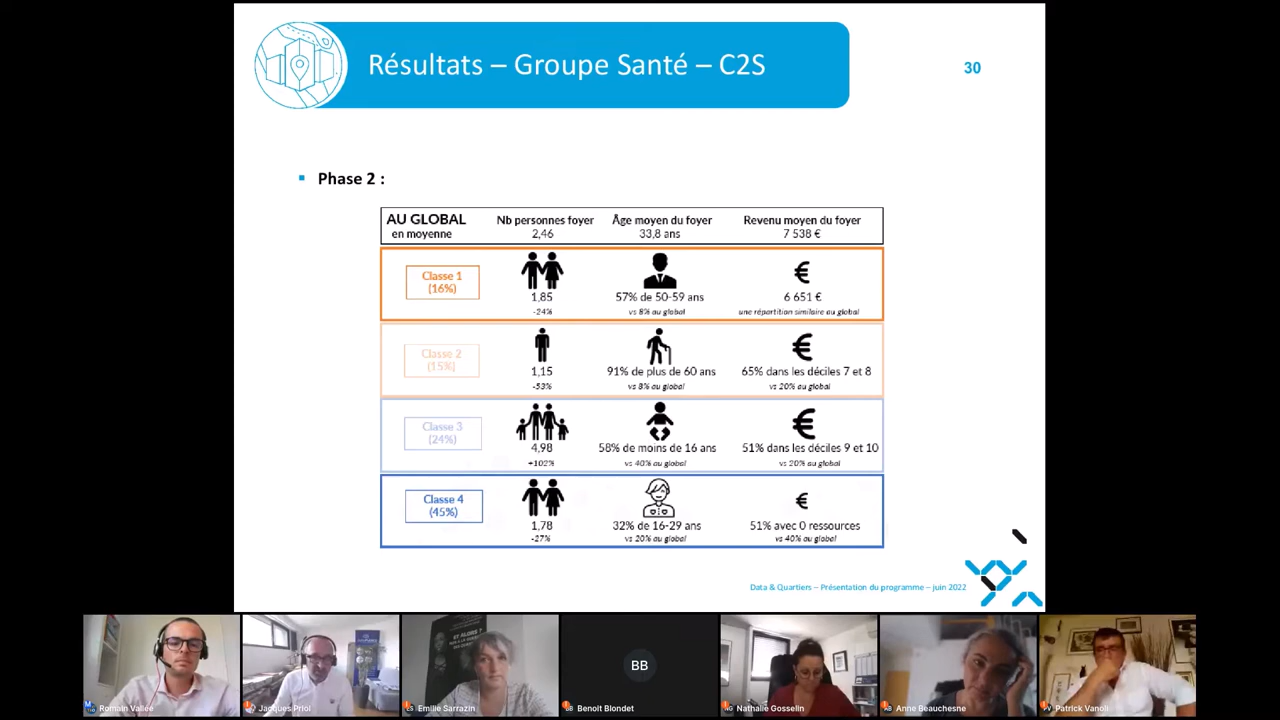 Résultats – Groupe Santé – C2S
30
Phase 2 :
AU GLOBAL
en moyenne
Nb personnes foyer
2,46
Âge moyen du foyer
33,8 ans
Revenu moyen du foyer
7 538 €
Classe 1
(16%)
1,85
-24%
57% de 50-59 ans
vs 8% au global
€
6 651 €
une répartition similaire au global
Classe 2
(15%)
1,15
-53%
91% de plus de 60 ans
vs 8% au global
€
65% dans les déciles 7 et 8
vs 20% au global
Classe 3
(24%)
4,98
+102%
58% de moins de 16 ans
vs 40% au global
€
51% dans les déciles 9 et 10
vs 20% au global
Classe 4
(45%)
1,78
-27%
32% de 16-29 ans
vs 20% au global
€
51% avec 0 ressources
vs 40% au global
Data & Quartiers – Présentation du programme – juin 2022
ET ALORS ?
BB
Romain Vallée
Jacques Priol
Emilie Sarrazin
Benoit Blondet
Nathalie Gosselin
Anne Beauchesne
Patrick Vanoli